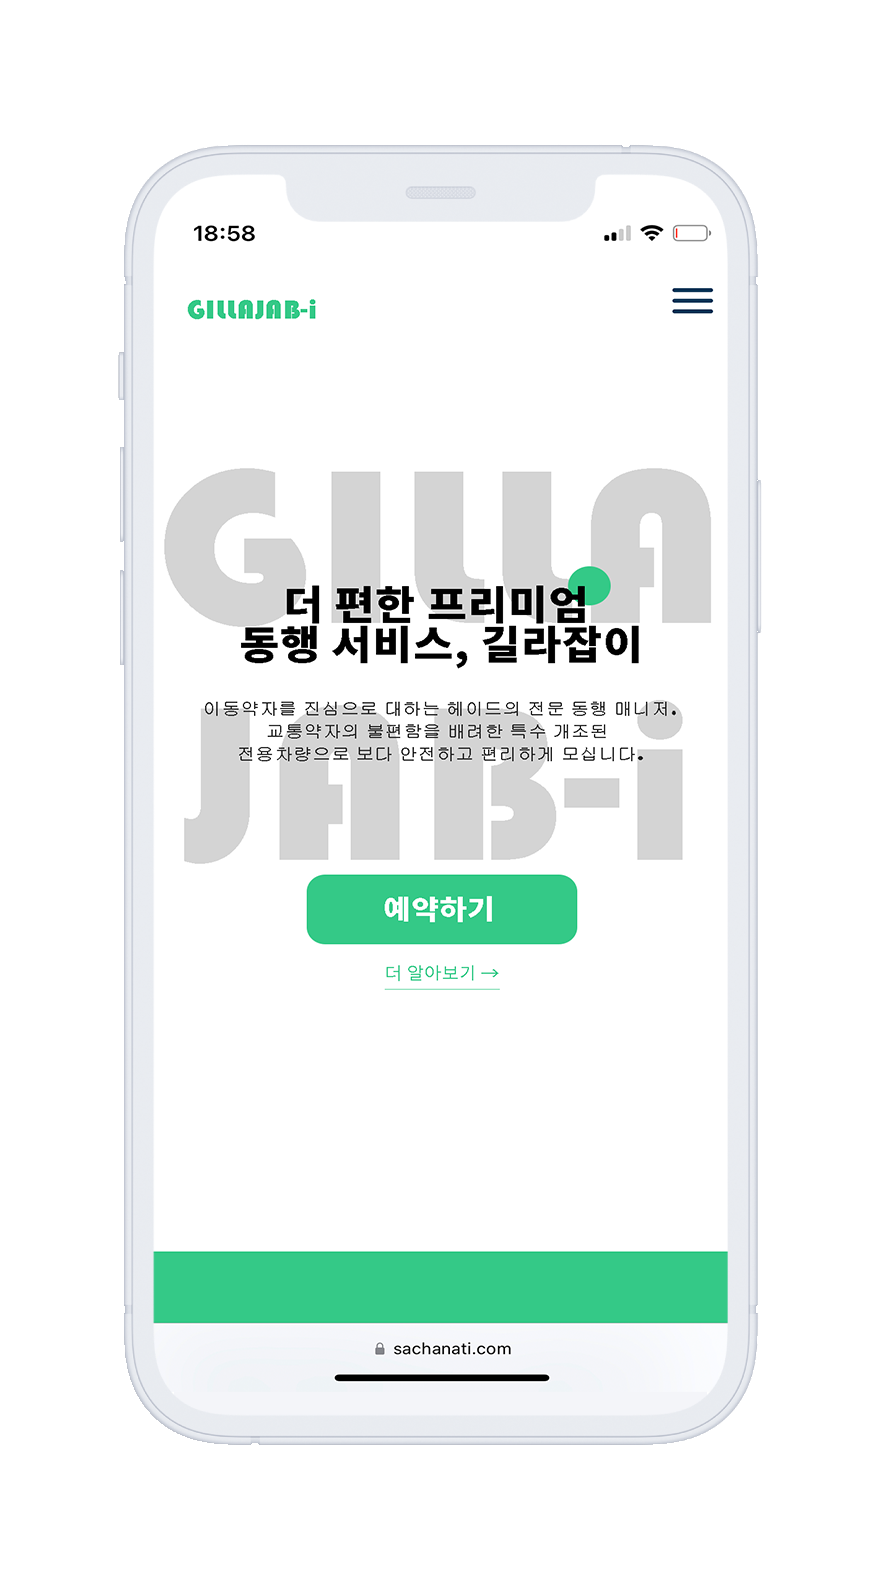 18:58
GILLAJAB-i
GILLA
더 편한 프리미엄
동행 서비스, 길라잡이
이동약자를 진심으로 대하는 헤이드의 전문 동행 매니저.
교통약자의 불편함을 배려한 특수 개조된
전용차량으로 보다 안전하고 편리하게 모십니다.
JAB-i
예약하기
더 알아보기 →
sachanati.com